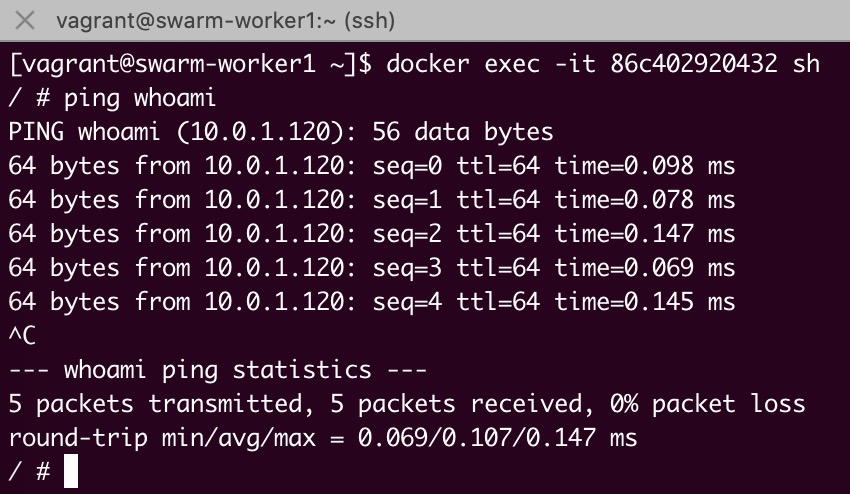 vagrant@swarm-worker1:~ (ssh)
[vagrant@swarm-worker1 ~]$ docker exec -it 86c402920432 sh
/ # ping whoami
PING whoami (10.0.1.120): 56 data bytes
64 bytes from 10.0.1.120: seq=0 ttl=64 time=0.098 ms
64 bytes from 10.0.1.120: seq=1 ttl=64 time=0.078 ms
64 bytes from 10.0.1.120: seq=2 ttl=64 time=0.147 ms
64 bytes from 10.0.1.120: seq=3 ttl=64 time=0.069 ms
64 bytes from 10.0.1.120: seq=4 ttl=64 time=0.145 ms
^C
--- whoami ping statistics ---
5 packets transmitted, 5 packets received, 0% packet loss
round-trip min/avg/max = 0.069/0.107/0.147 ms
/ #